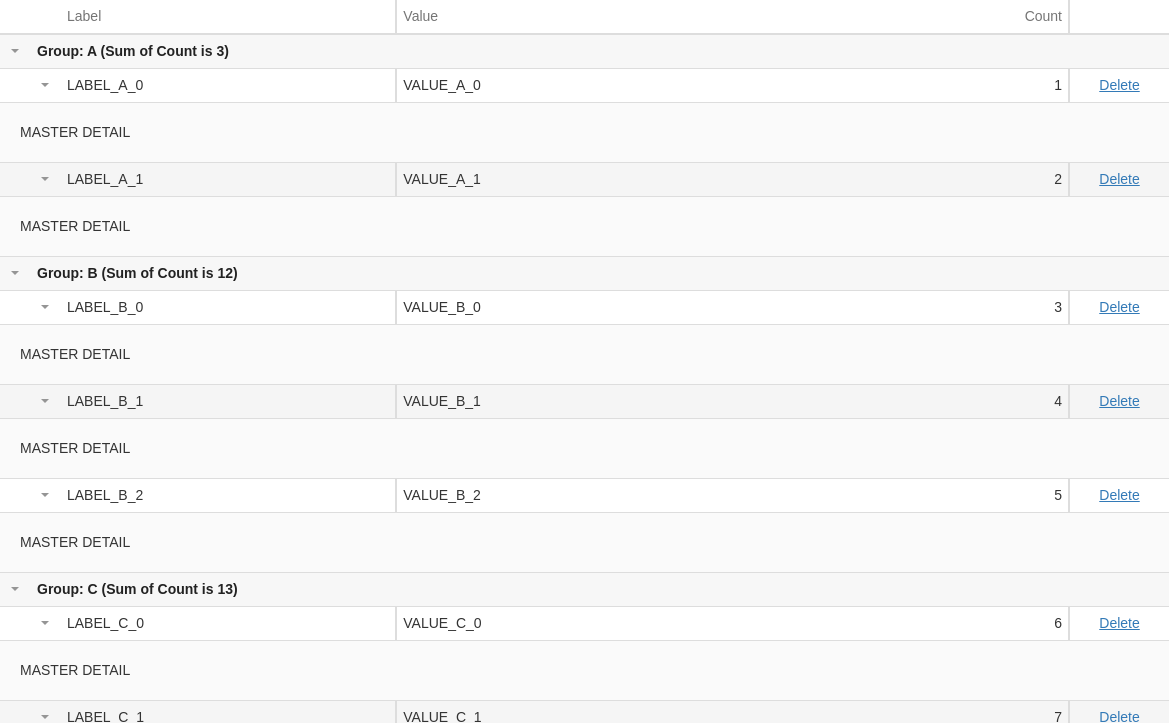 Label Value Count
Group: A (Sum of Count is 3)
LABEL_A_0 VALUE_A_0 1 Delete
MASTER DETAIL
LABEL_A_1 VALUE_A_1 2 Delete
MASTER DETAIL
Group: B (Sum of Count is 12)
LABEL_B_0 VALUE_B_0 3 Delete
MASTER DETAIL
LABEL_B_1 VALUE_B_1 4 Delete
MASTER DETAIL
LABEL_B_2 VALUE_B_2 5 Delete
MASTER DETAIL
Group: C (Sum of Count is 13)
LABEL_C_0 VALUE_C_0 6 Delete
MASTER DETAIL
LABEL_C_1 VALUE_C_1 7 Delete